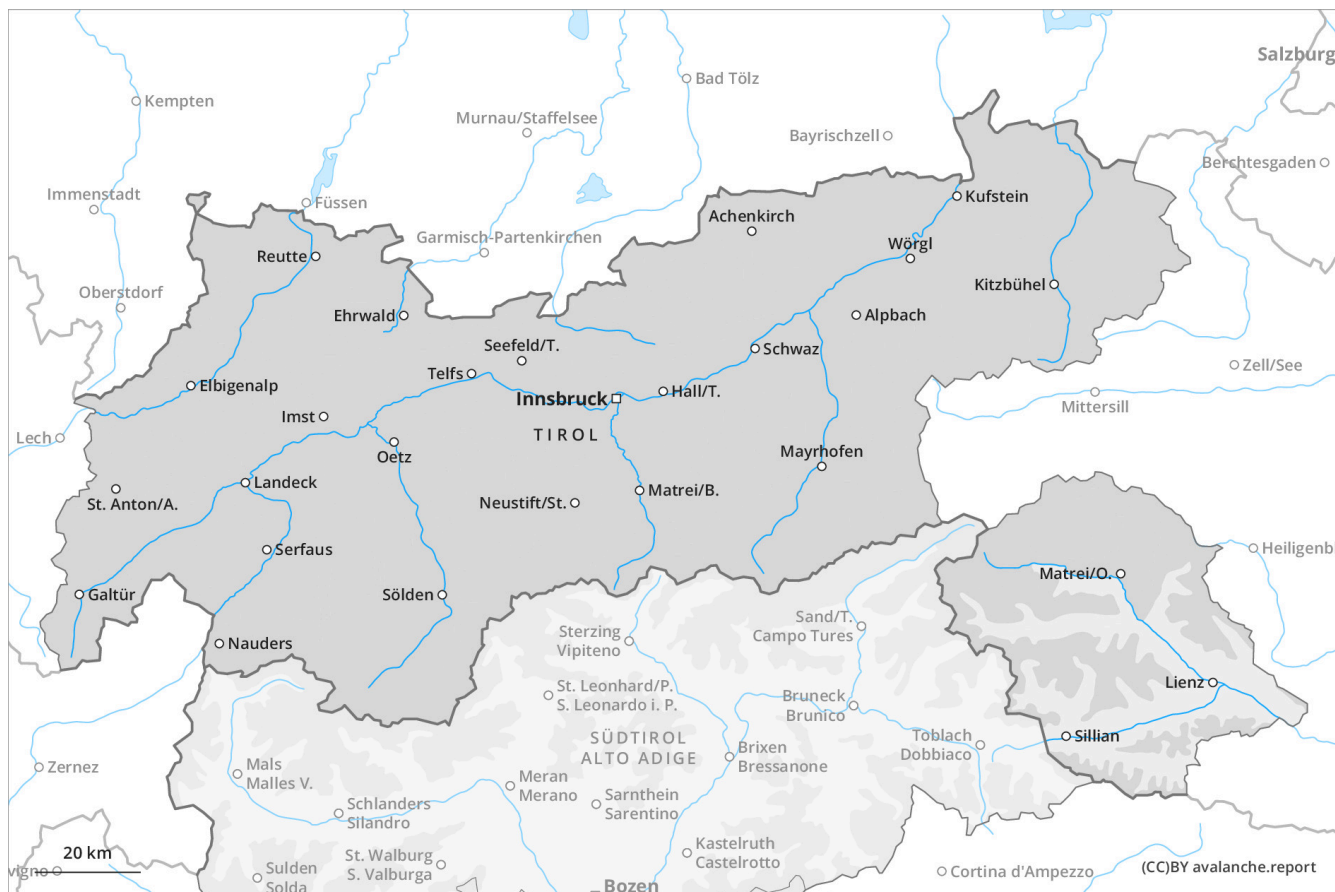 Salzburg
Bad Tölz
Kempten
Murnau/Staffelsee
Bayrischzell
Berchtesgaden
Immenstadt
Füssen
Kufstein
Achenkirch
Garmisch-Partenkirchen
Wörgl
Reutte
Kitzbühel
Oberstdorf
Ehrwald
Alpbach
Seefeld/T.
Schwaz
Zell/See
Telfs
Elbigenalp
Hall/T.
Innsbruck
Mittersill
Imst
Lech
TIROL
Oetz
Mayrhofen
Landeck
St. Anton/A.
Neustift/St.
Matrei/B.
Serfaus
Heiligenb
Matrei/O.
Galtür
Sölden
Sand/T.
Campo Tures
Nauders
Sterzing
Vipiteno
Lienz
St. Leonhard/P.
S. Leonardo i. P.
Bruneck
Brunico
SÜDTIROL
ALTO ADIGE
Toblach
Dobbiaco
Sillian
Brixen
Bressanone
Zernez
Mals
Malles V.
Meran
Merano
Schlanders
Silandro
Sarnthein
Sarentino
Kastelruth
Castelrotto
20 km
St. Walburg
S. Valburga
vigno
Sulden
Solda
Cortina d'Ampezzo
(CC)BY avalanche.report
Bozen